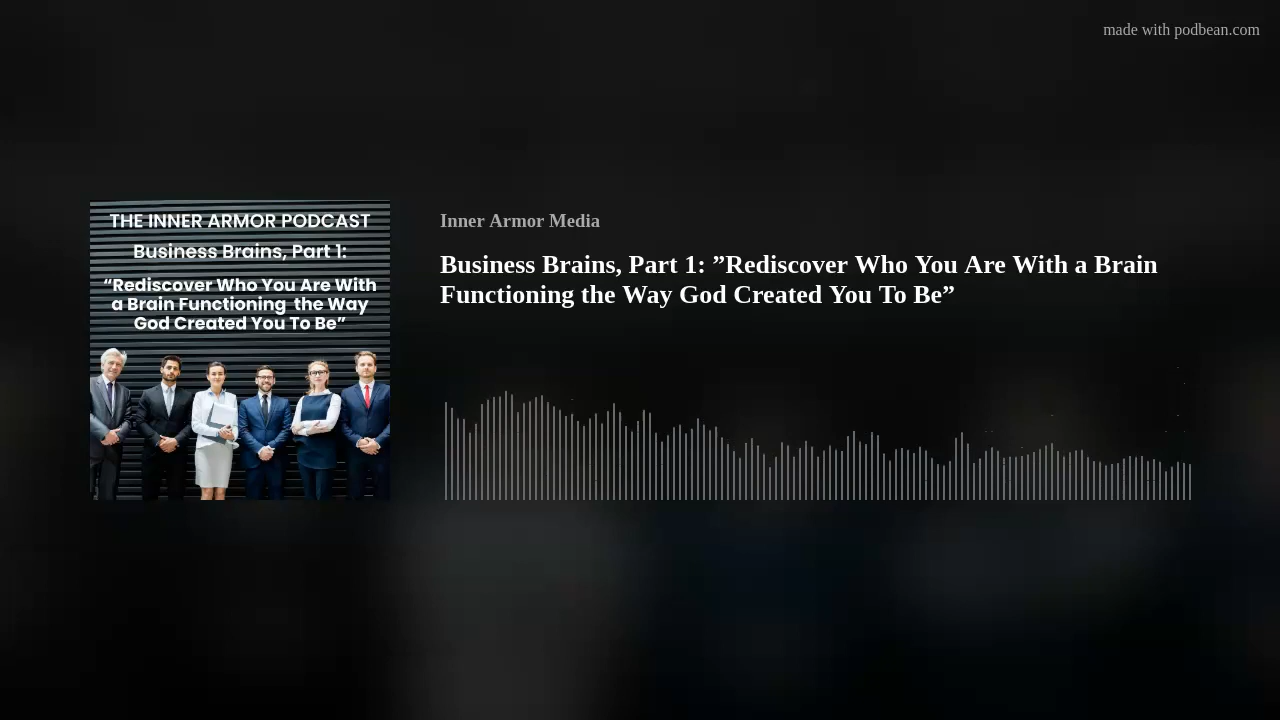 made with podbean.com
THE INNER ARMOR PODCAST
Business Brains, Part 1:
“Rediscover Who You Are With
a Brain Functioning  the Way
God Created You To Be”
Inner Armor Media
Business Brains, Part 1: ”Rediscover Who You Are With a Brain
Functioning the Way God Created You To Be”